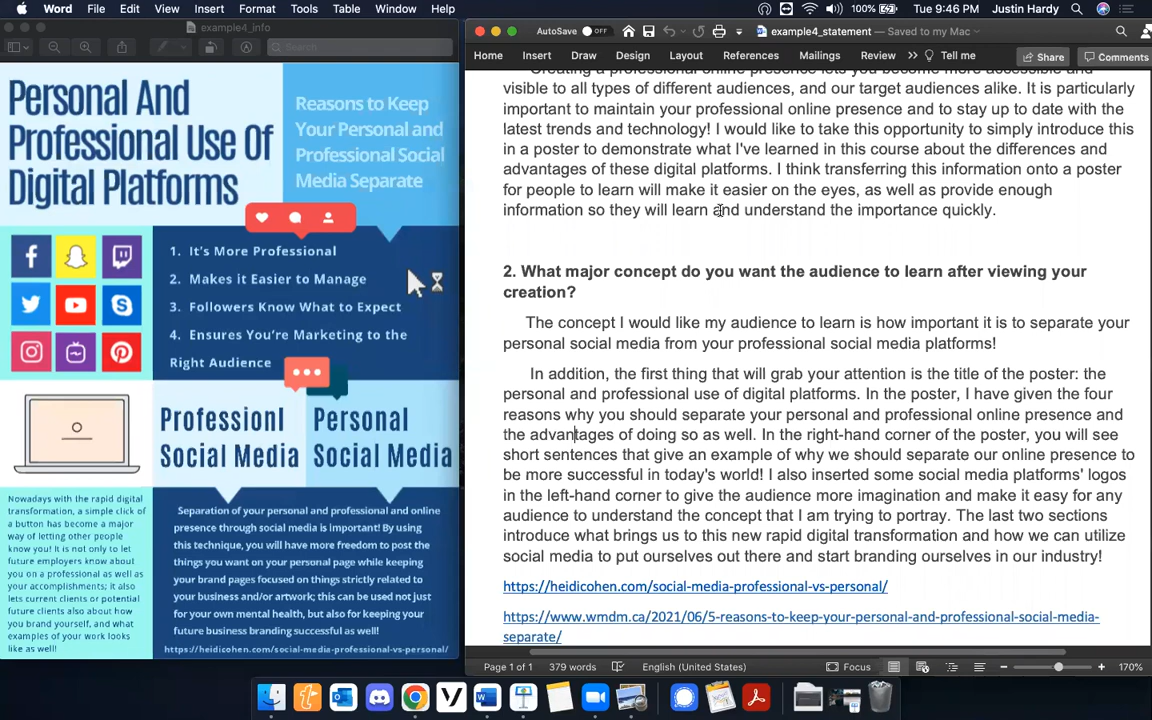 Word File Edit View Insert Format Tools Table Window Help 100% Tue 9:46 PM Justin Hardy
example4_info
Search
Personal And
Professional Use Of
Digital Platforms
Reasons to Keep
Your Personal and
Professional Social
Media Separate
1. It's More Professional
2. Makes it Easier to Manage
3. Followers Know What to Expect
4. Ensures You're Marketing to the
Right Audience
Professionl
Social Media
Personal
Social Media
Nowadays with the rapid digital
transformation, a simple click of
a button has become a major
way of letting other people
know you! It is not only to let
future employers know about
you on a professional as well as
your accomplishments; it also
lets current clients or potential
future clients also about how
you brand yourself, and what
examples of your work looks
like as well!
Separation of your personal and professional and online
presence through social media is important! By using
this technique, you will have more freedom to post the
things you want on your personal page while keeping
your brand pages focused on things strictly related to
your business and/or artwork; this can be used not just
for your own mental health, but also for keeping your
future business branding successful as well!
https://heidicohen.com/social-media-professional-vs-personal/
AutoSave OFF example4_statement — Saved to my Mac
Home Insert Draw Design Layout References Mailings Review Tell me Share Comments
Creating a professional online presence lets you become more accessible and
visible to all types of different audiences, and our target audiences alike. It is particularly
important to maintain your professional online presence and to stay up to date with the
latest trends and technology! I would like to take this opportunity to simply introduce this
in a poster to demonstrate what I've learned in this course about the differences and
advantages of these digital platforms. I think transferring this information onto a poster
for people to learn will make it easier on the eyes, as well as provide enough
information so they will learn and understand the importance quickly.
2. What major concept do you want the audience to learn after viewing your
creation?
The concept I would like my audience to learn is how important it is to separate your
personal social media from your professional social media platforms!
In addition, the first thing that will grab your attention is the title of the poster: the
personal and professional use of digital platforms. In the poster, I have given the four
reasons why you should separate your personal and professional online presence and
the advantages of doing so as well. In the right-hand corner of the poster, you will see
short sentences that give an example of why we should separate our online presence to
be more successful in today's world! I also inserted some social media platforms' logos
in the left-hand corner to give the audience more imagination and make it easy for any
audience to understand the concept that I am trying to portray. The last two sections
introduce what brings us to this new rapid digital transformation and how we can utilize
social media to put ourselves out there and start branding ourselves in our industry!
https://heidicohen.com/social-media-professional-vs-personal/
https://www.wmdm.ca/2021/06/5-reasons-to-keep-your-personal-and-professional-social-media-
separate/
Page 1 of 1 379 words English (United States) Focus 170%